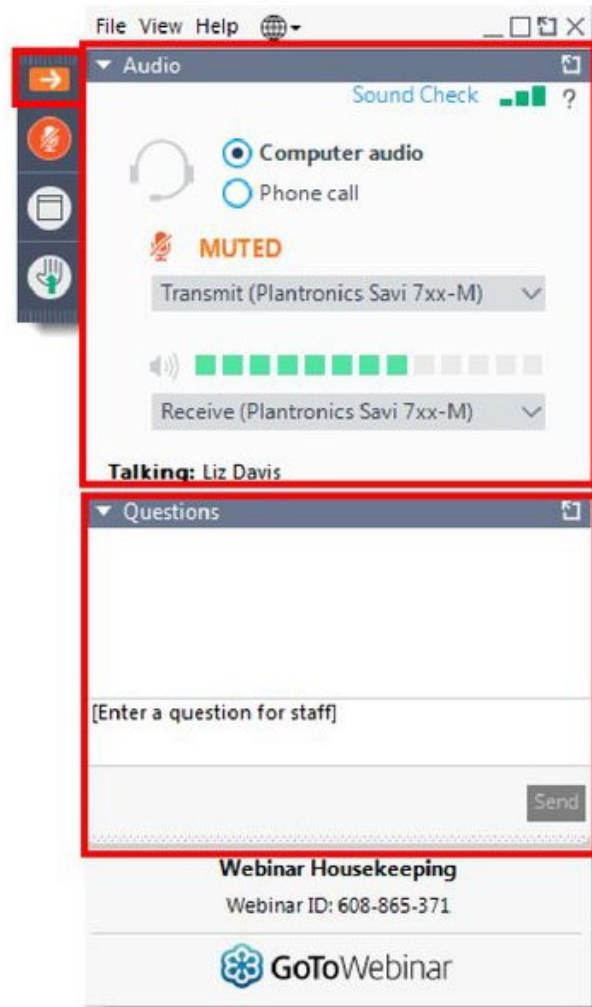 File View Help
Audio
Sound Check ?
Computer audio
Phone call
MUTED
Transmit (Plantronics Savi 7xx-M)
Receive (Plantronics Savi 7xx-M)
Talking: Liz Davis
Questions
[Enter a question for staff]
Send
Webinar Housekeeping
Webinar ID: 608-865-371
GoToWebinar